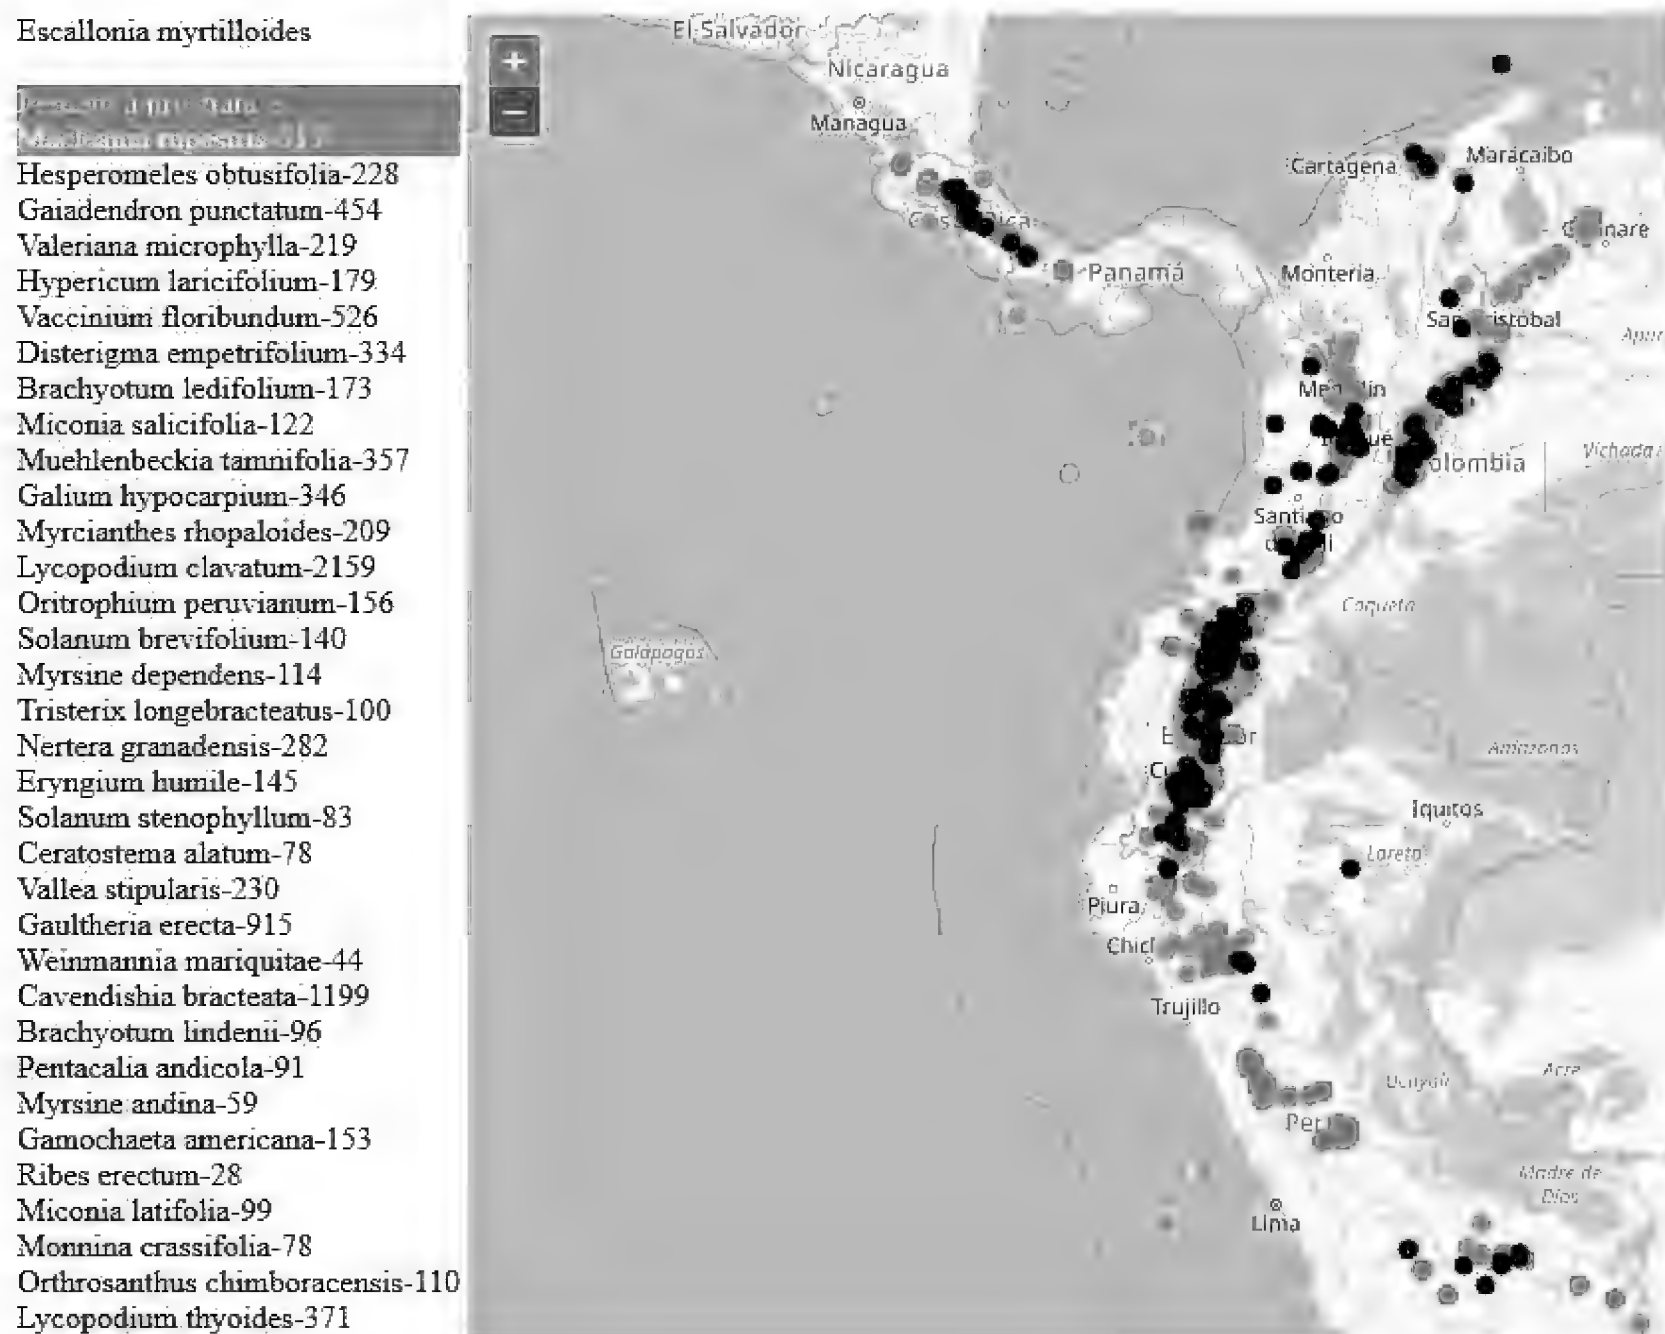 Escallonia myrtilloides
Hesperomeles obtusifolia-228
Gaiadendron punctatum-454
Valeriana microphylla-219
Hypericum laricifolium-179
Vaccinium floribundum-526
Disterigma empetrifolium-334
Brachyotum ledifolium-173
Miconia salicifolia-122
Muehlenbeckia tamnifolia-357
Galium hypocarpium-346
Myrcianthes rhopaloides-209
Lycopodium clavatum-2159
Oritrophium peruvianum-156
Solanum brevifolium-140
Myrsine dependens-114
Tristerix longebracteatus-100
Nertera granadensis-282
Eryngium humile-145
Solanum stenophyllum-83
Ceratostema alatum-78
Vallea stipularis-230
Gaultheria erecta-915
Weinmannia mariquitae-44
Cavendishia bracteata-1199
Brachyotum lindenii-96
Pentacalia andicola-91
Myrsine andina-59
Gamochaeta americana-153
Ribes erectum-28
Miconia latifolia-99
Monnina crassifolia-78
Orthrosanthus chimboracensis-110
Lycopodium thyoides-371
+
−
El Salvador
Nicaragua
Managua
Cartagena
Maracaibo
Panamá
Montería
Vichada
Colombia
Caqueta
Galápagos
Amazonas
Iquitos
Loreto
Piura
Trujillo
Ucayali
Acre
Madre de
Dios
Lima